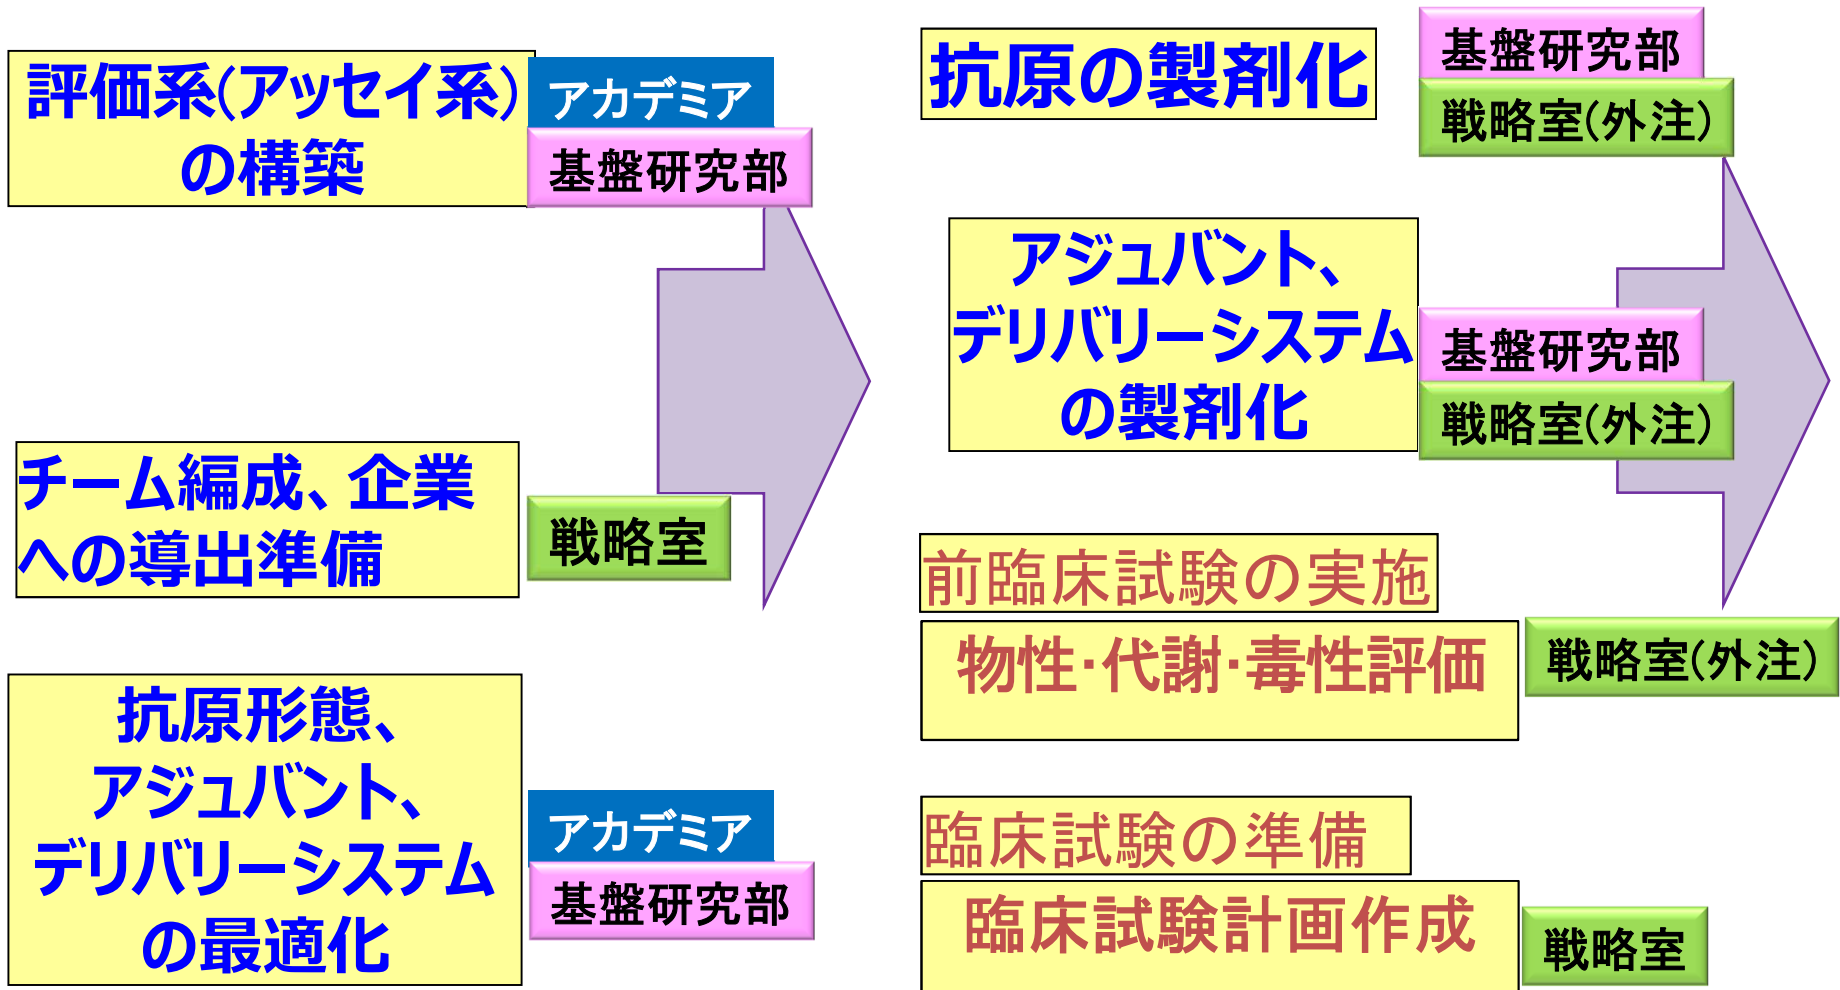 評価系(アッセイ系)
の構築
アカデミア
基盤研究部
チーム編成、企業
への導出準備
戦略室
抗原形態、
アジュバント、
デリバリーシステム
の最適化
アカデミア
基盤研究部
抗原の製剤化
基盤研究部
戦略室(外注)
アジュバント、
デリバリーシステム
の製剤化
基盤研究部
戦略室(外注)
前臨床試験の実施
物性・代謝・毒性評価
戦略室(外注)
臨床試験の準備
臨床試験計画作成
戦略室